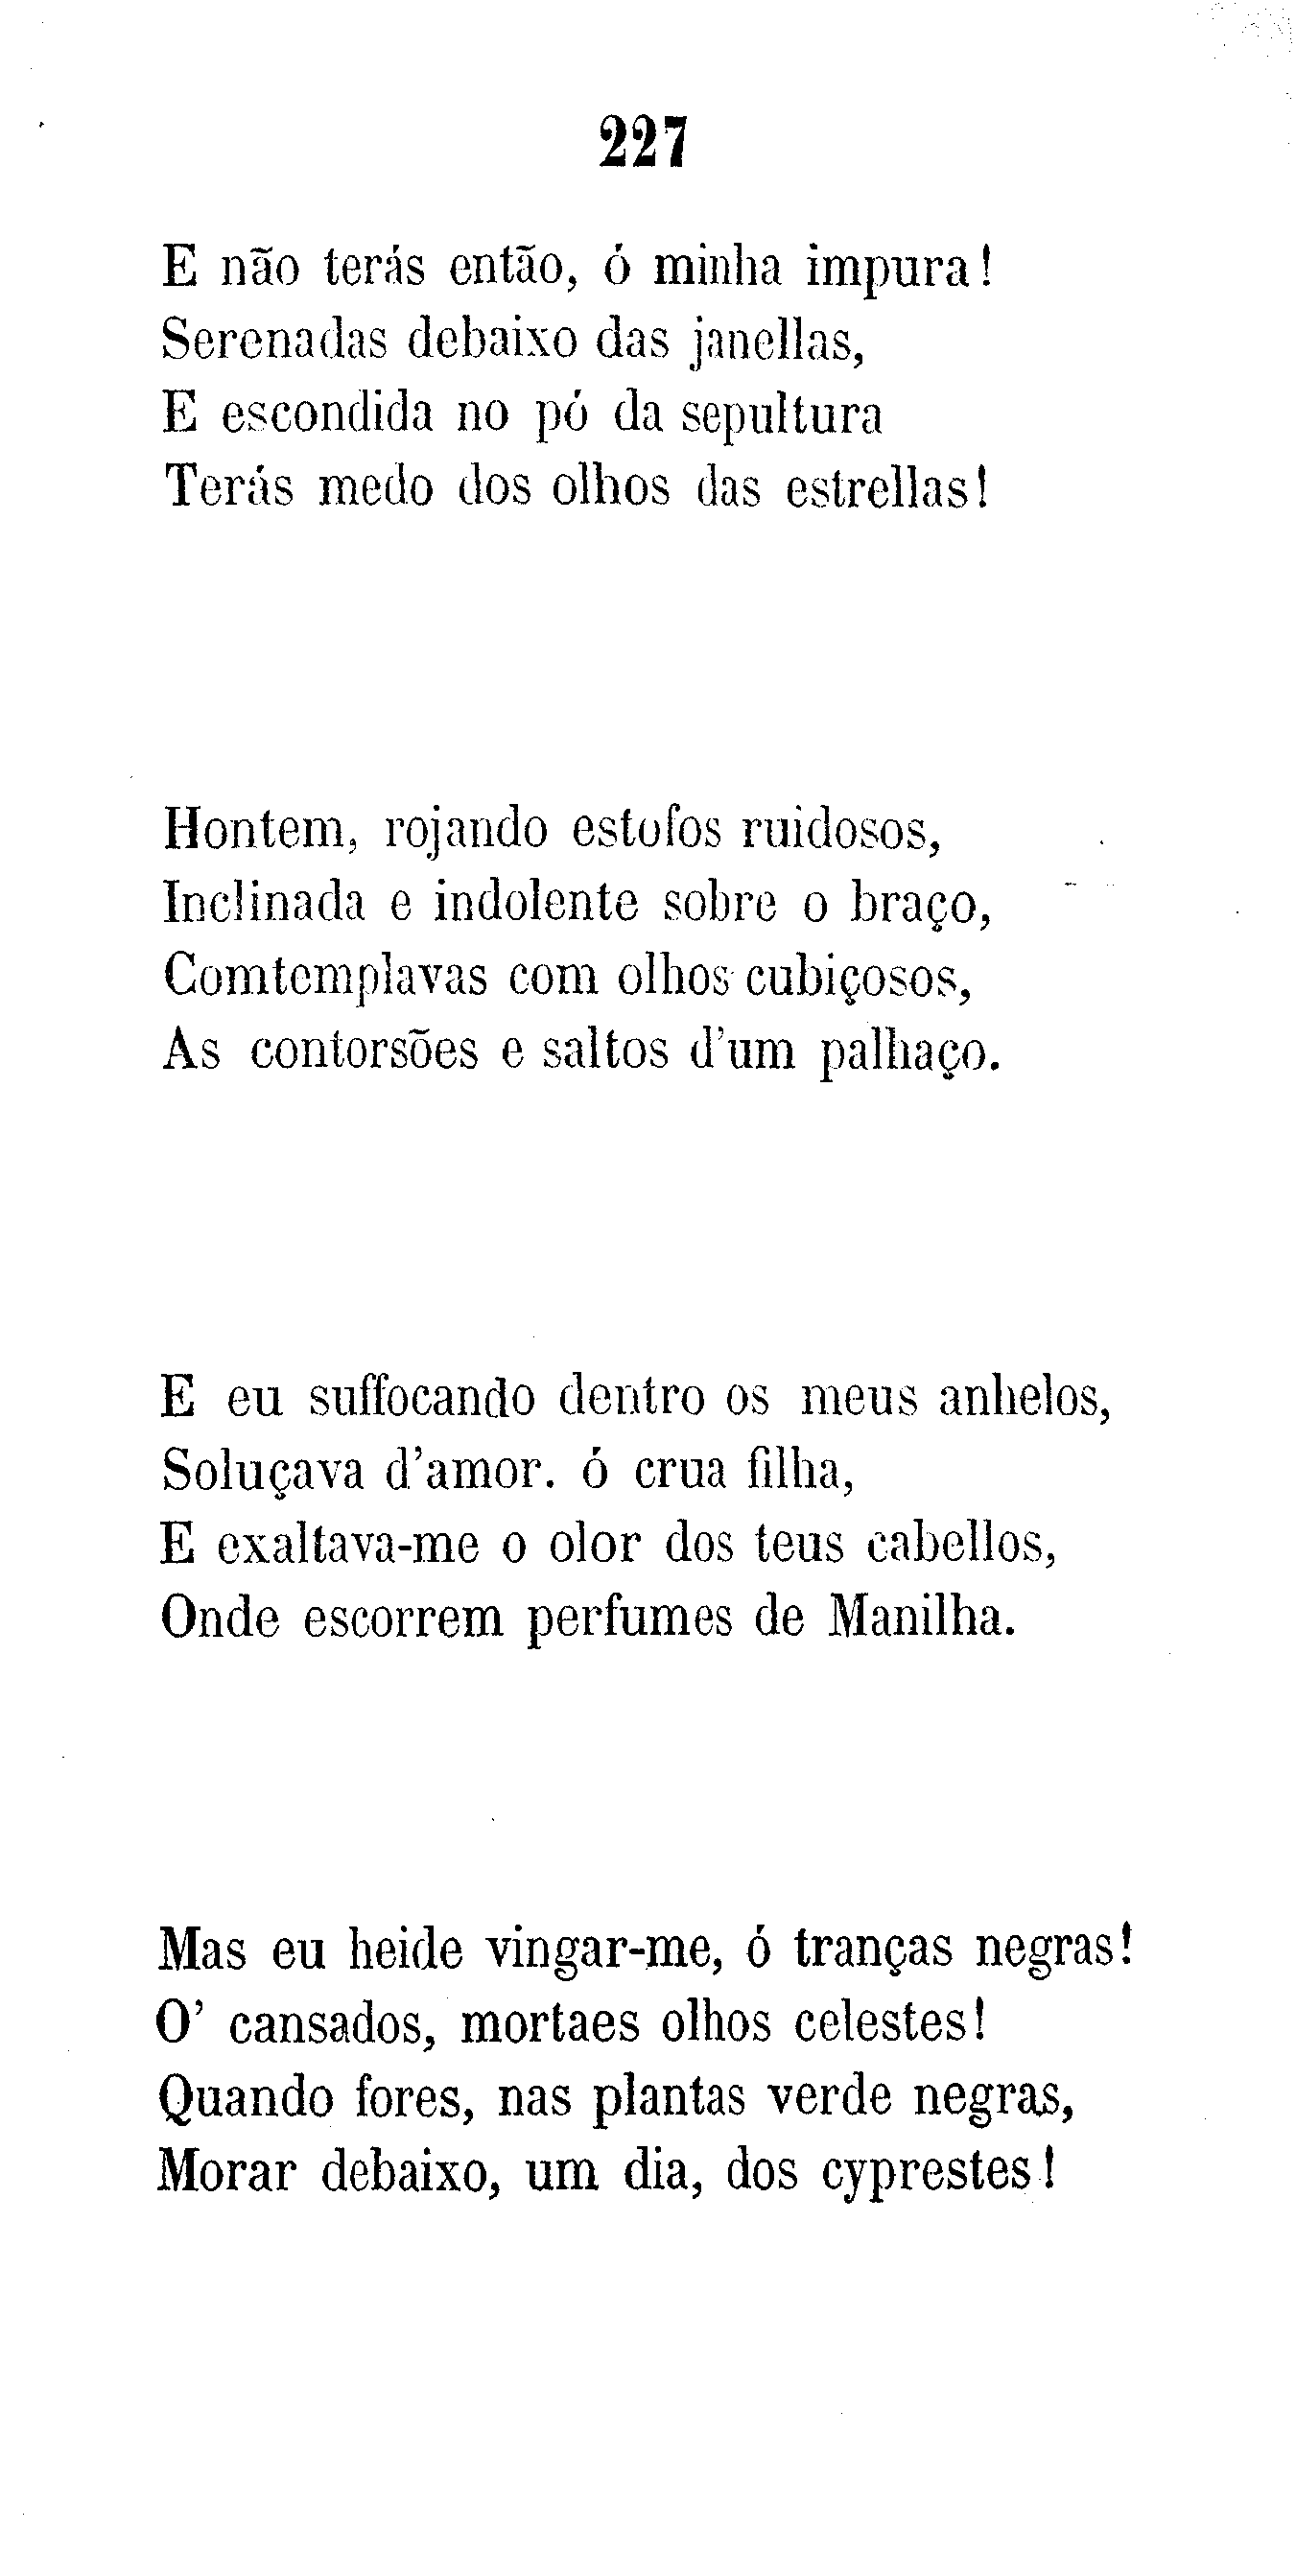 227
E não terás então, ó minha impura!
Serenadas debaixo das janellas,
E escondida no pó da sepultura
Terás medo dos olhos das estrellas!
Hontem, rojando estofos ruidosos,
Inclinada e indolente sobre o braço,
Comtemplavas com olhos cubiçosos,
As contorsões e saltos d'um palhaço.
E eu suffocando dentro os meus anhelos,
Soluçava d'amor. ó crua filha,
E exaltava-me o olor dos teus cabellos,
Onde escorrem perfumes de Manilha.
Mas eu heide vingar-me, ó tranças negras!
O' cansados, mortaes olhos celestes!
Quando fores, nas plantas verde negras,
Morar debaixo, um dia, dos cyprestes!